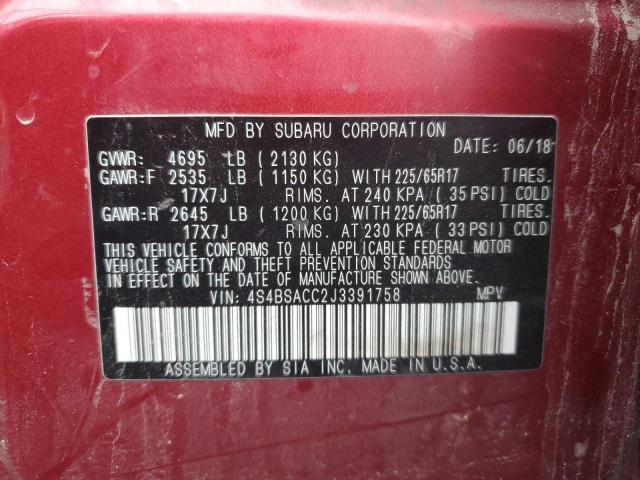 MFD BY SUBARU CORPORATION
DATE: 06/18
GVWR: 4695 LB (2130 KG)
GAWR:F 2535 LB (1150 KG) WITH 225/65R17 TIRES.
17X7J RIMS. AT 240 KPA (35 PSI) COLD
GAWR:R 2645 LB (1200 KG) WITH 225/65R17 TIRES.
17X7J RIMS. AT 230 KPA (33 PSI) COLD
THIS VEHICLE CONFORMS TO ALL APPLICABLE FEDERAL MOTOR
VEHICLE SAFETY AND THEFT PREVENTION STANDARDS
IN EFFECT ON THE DATE OF MANUFACTURE SHOWN ABOVE.
VIN: 4S4BSACC2J3391758 MPV
ASSEMBLED BY SIA INC. MADE IN U.S.A.